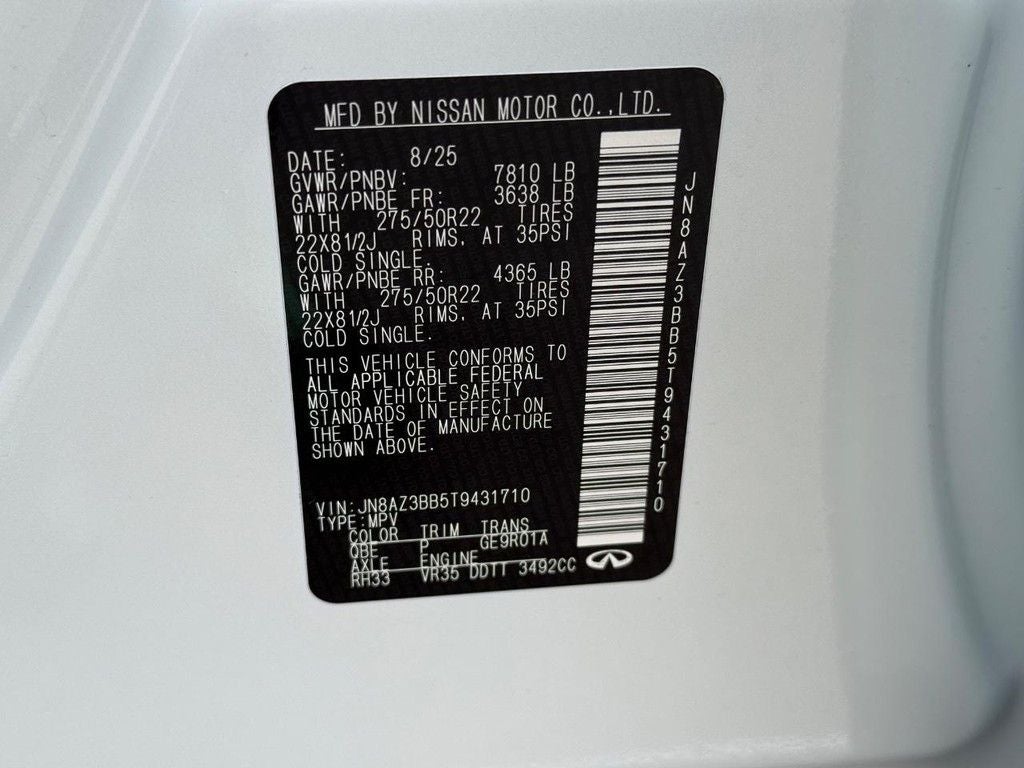 MFD BY NISSAN MOTOR CO.,LTD.
DATE: 8/25
GVWR/PNBV: 7810 LB
GAWR/PNBE FR: 3638 LB
WITH 275/50R22 TIRES
22X81/2J RIMS, AT 35PSI
COLD SINGLE.
GAWR/PNBE RR: 4365 LB
WITH 275/50R22 TIRES
22X81/2J RIMS, AT 35PSI
COLD SINGLE.
THIS VEHICLE CONFORMS TO
ALL APPLICABLE FEDERAL
MOTOR VEHICLE SAFETY
STANDARDS IN EFFECT ON
THE DATE OF MANUFACTURE
SHOWN ABOVE.
VIN:JN8AZ3BB5T9431710
TYPE:MPV
COLOR TRIM TRANS
QBE P GE9R01A
AXLE ENGINE
RH33 VR35 DDTT 3492CC
JN8AZ3BB5T9431710